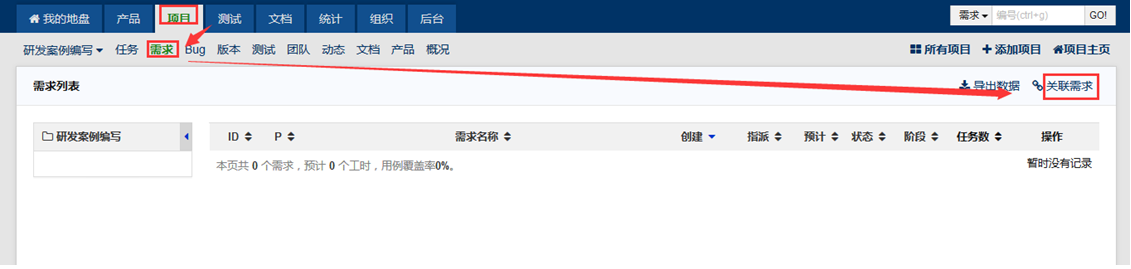 我的地盘 产品 项目 测试 文档 统计 组织 后台 需求 编号(ctrl+g) GO!
研发案例编写 任务 需求 Bug 版本 测试 团队 动态 文档 产品 概况 所有项目 添加项目 项目主页
需求列表 导出数据 关联需求
研发案例编写 ID P 需求名称 创建 指派 预计 状态 阶段 任务数 操作
本页共 0 个需求，预计 0 个工时，用例覆盖率0%。 暂时没有记录